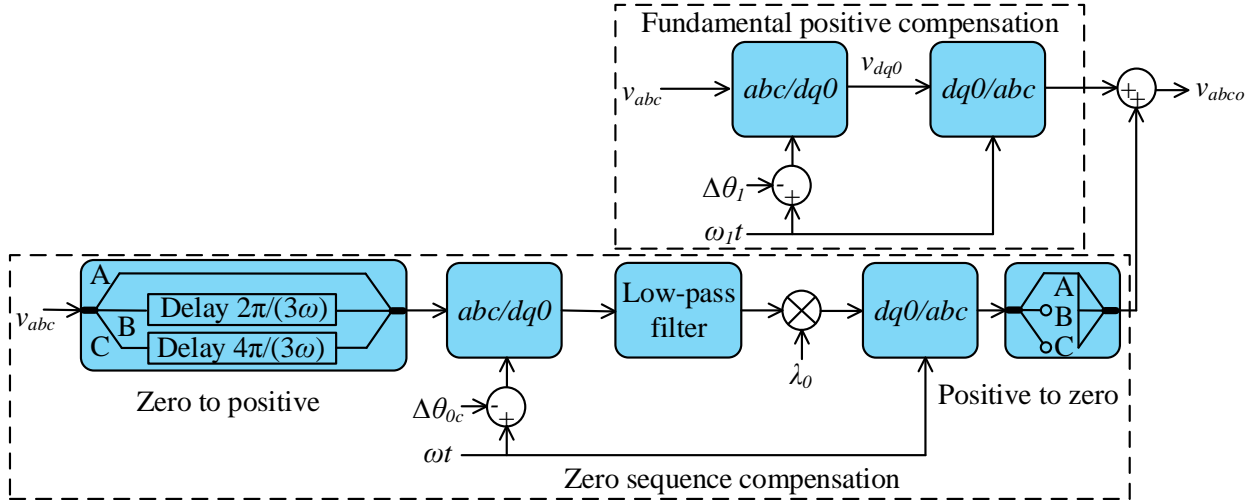 Fundamental positive compensation
v_abc
abc/dq0
v_dq0
dq0/abc
+
+
v_abco
Δθ_1
-
+
ω_1t
v_abc
A
B
C
Delay 2π/(3ω)
Delay 4π/(3ω)
Zero to positive
abc/dq0
Low-pass
filter
λ_0
dq0/abc
A
B
C
Positive to zero
Δθ_0c
-
+
ωt
Zero sequence compensation